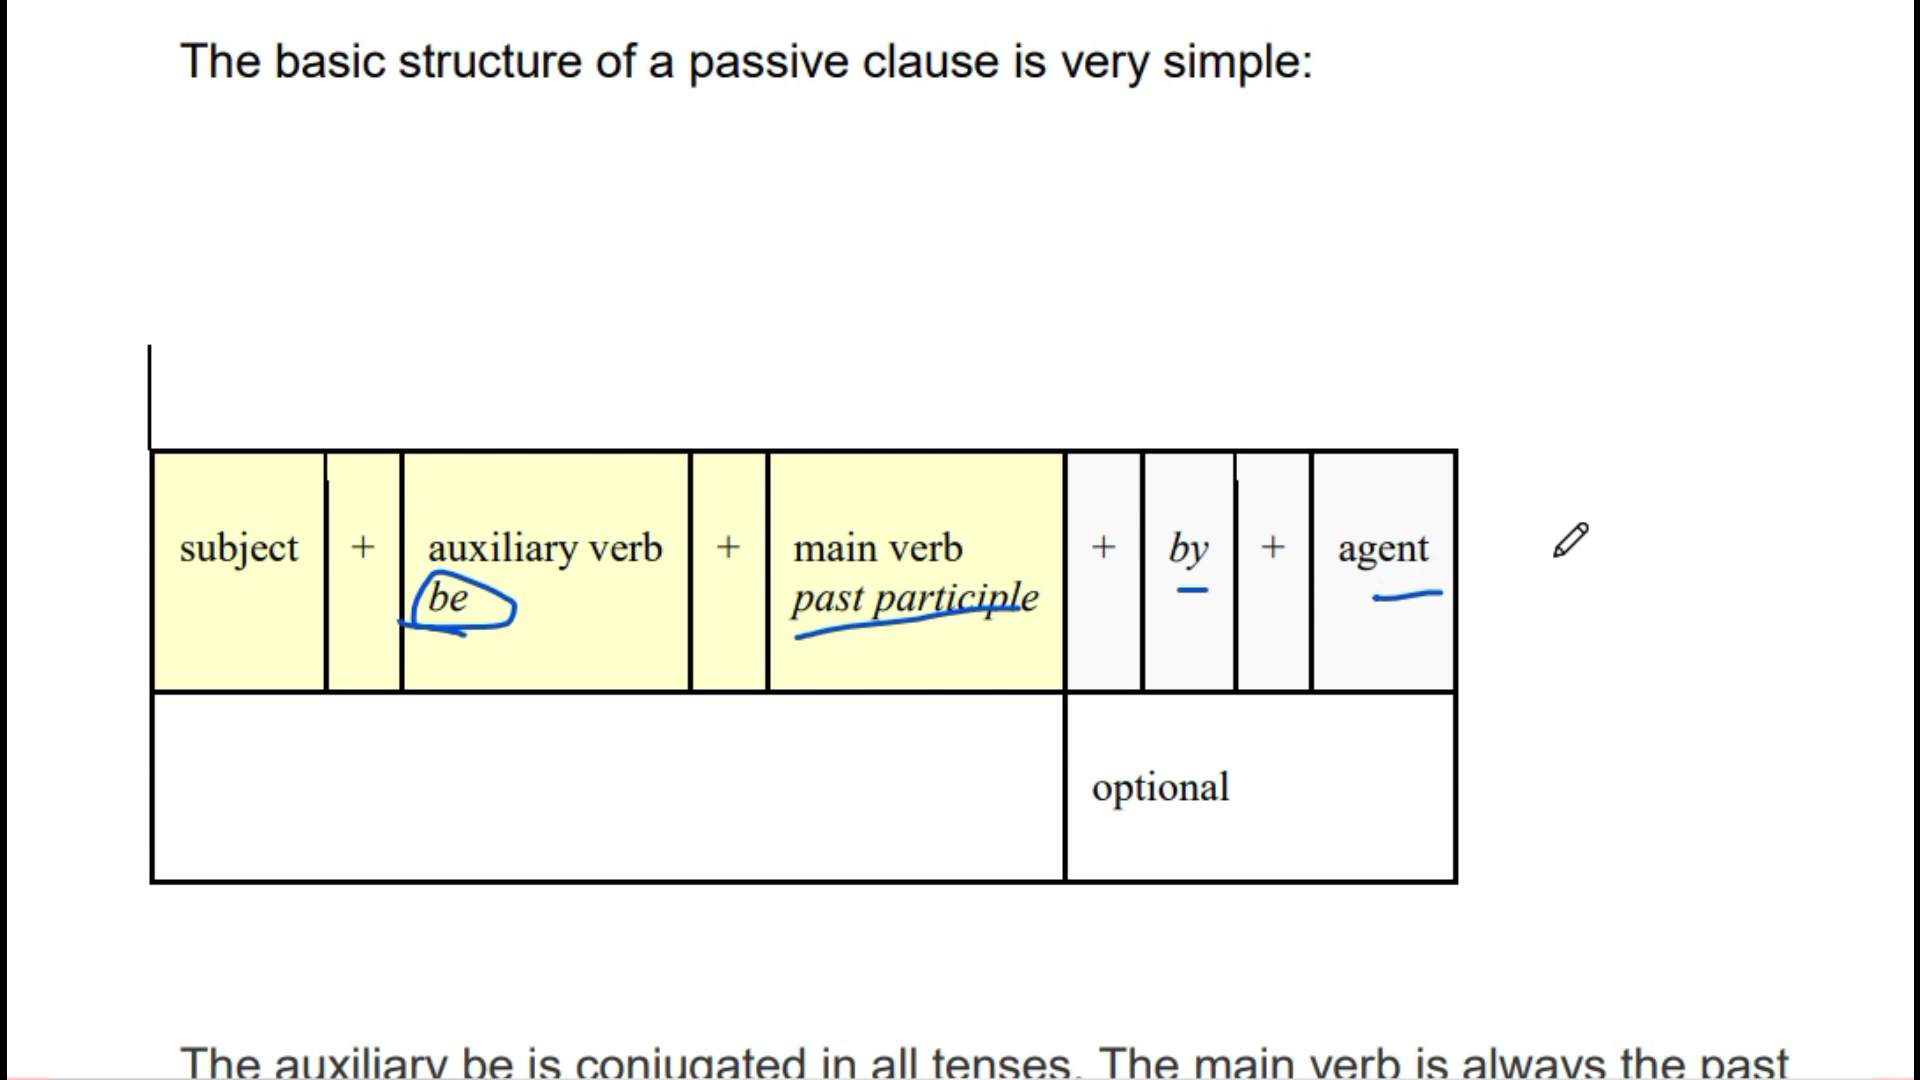 The basic structure of a passive clause is very simple:
subject + auxiliary verb + main verb + by + agent
be past participle
optional
The auxiliary be is conjugated in all tenses. The main verb is always the past